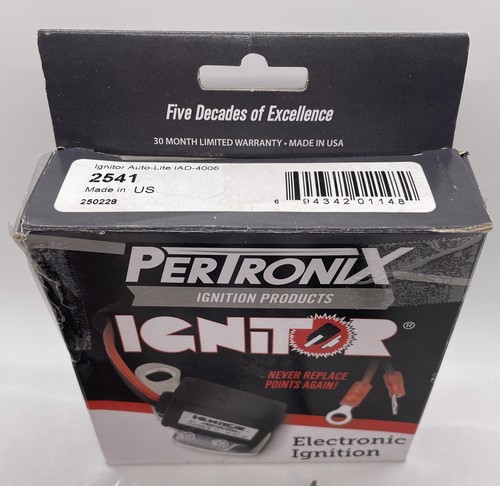 Five Decades of Excellence
30 MONTH LIMITED WARRANTY • MADE IN USA
Ignitor Auto-Lite IAD-4006
2541
Made in US
250228
6 94342 01148
PERTRONIX
IGNITION PRODUCTS
IGNITOR®
NEVER REPLACE
POINTS AGAIN!
IGNITOR
Electronic
Ignition